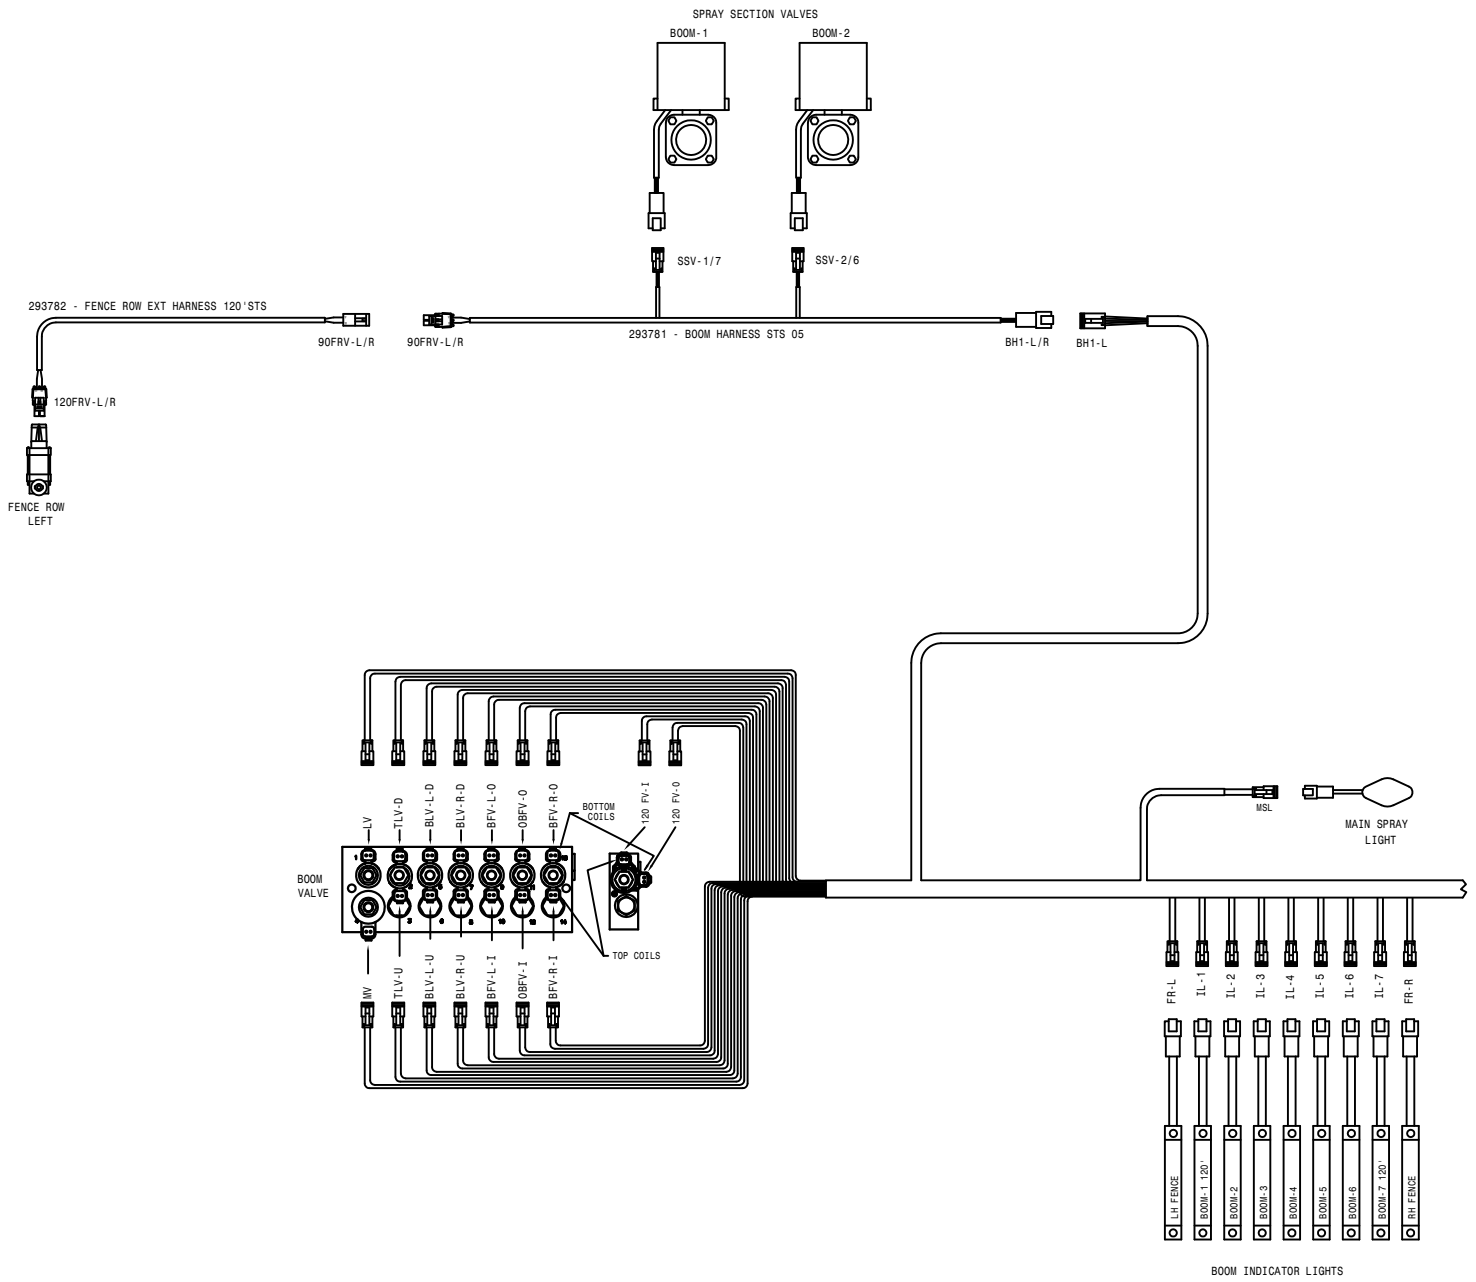 SPRAY SECTION VALVES
BOOM-1
BOOM-2
SSV-1/7
SSV-2/6
293782 - FENCE ROW EXT HARNESS 120'STS
90FRV-L/R
90FRV-L/R
293781 - BOOM HARNESS STS 05
BH1-L/R
BH1-L
120FRV-L/R
FENCE ROW
LEFT
LV
TLV-D
BLV-L-D
BLV-R-D
BFV-L-O
OBFV-O
BFV-R-O
BOTTOM
COILS
120 FV-I
120 FV-O
BOOM
VALVE
TOP COILS
MV
TLV-U
BLV-L-U
BLV-R-U
BFV-L-I
OBFV-I
BFV-R-I
MSL
MAIN SPRAY
LIGHT
FR-L
IL-1
IL-2
IL-3
IL-4
IL-5
IL-6
IL-7
FR-R
LH FENCE
BOOM-1 120'
BOOM-2
BOOM-3
BOOM-4
BOOM-5
BOOM-6
BOOM-7 120'
RH FENCE
BOOM INDICATOR LIGHTS